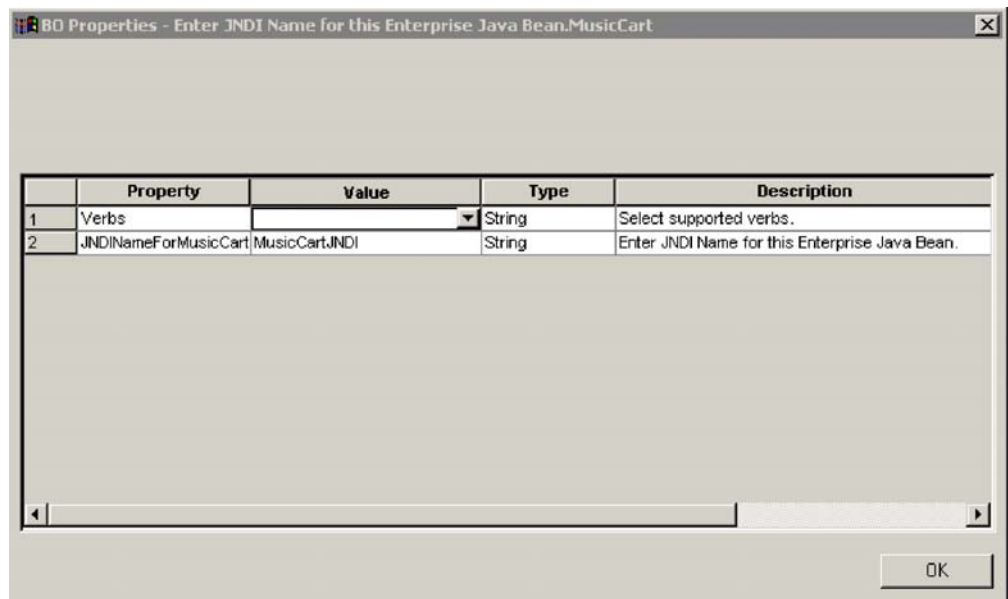 BO Properties - Enter JNDI Name for this Enterprise Java Bean.MusicCart
Property Value Type Description
1 Verbs String Select supported verbs.
2 JNDINameForMusicCart MusicCartJNDI String Enter JNDI Name for this Enterprise Java Bean.
OK